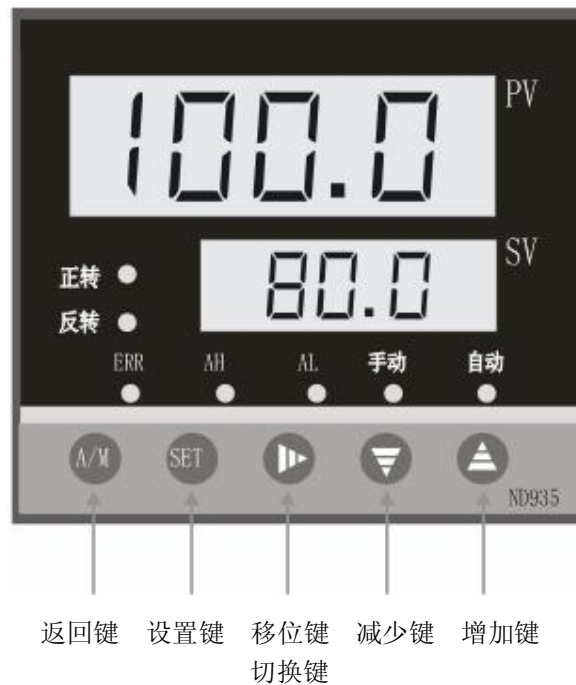 100.0 PV
80.0 SV
正转
反转
ERR AH AL 手动 自动
A/M SET
ND935
返回键 设置键 移位键 减少键 增加键
切换键